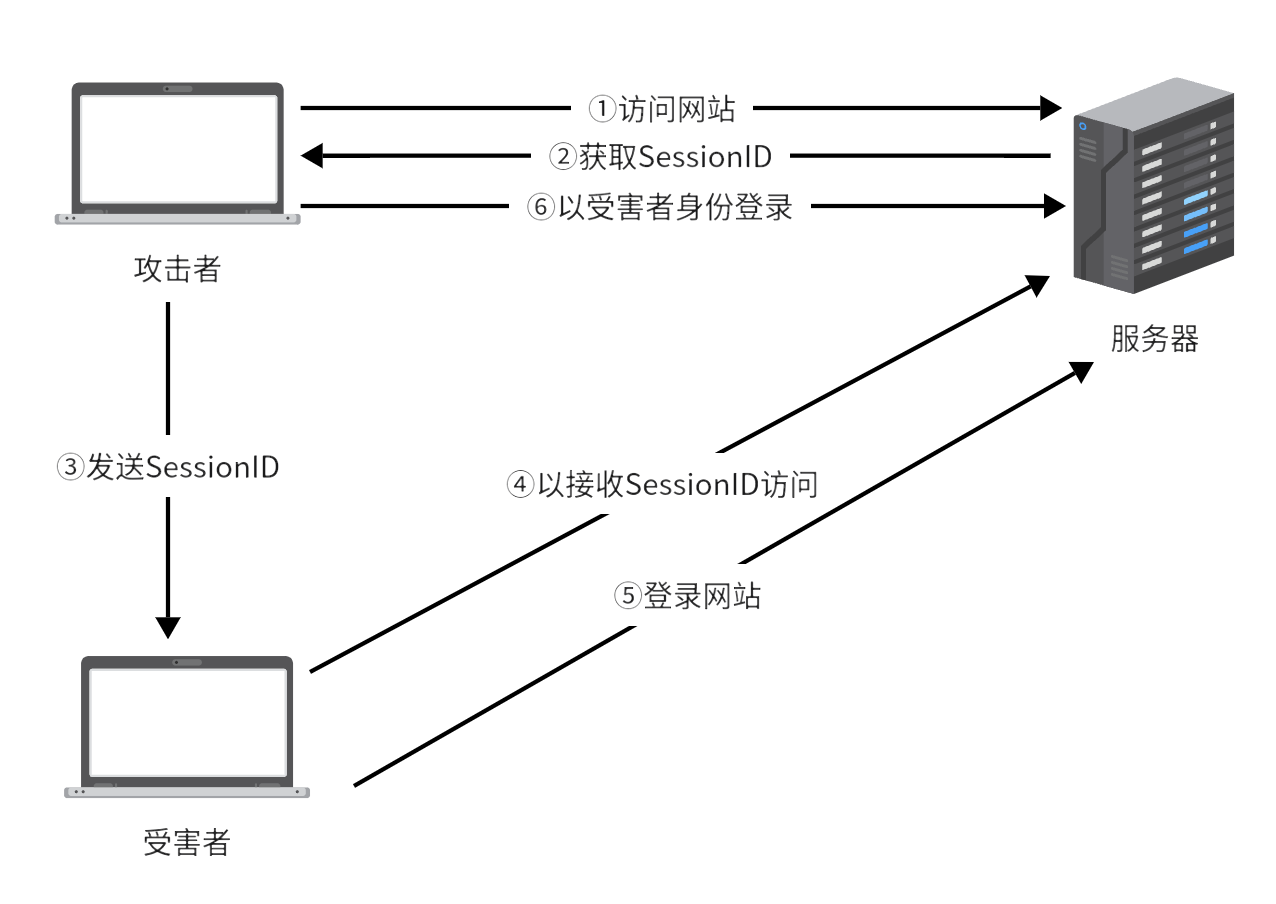 ①访问网站
②获取SessionID
⑥以受害者身份登录
攻击者
服务器
③发送SessionID
④以接收SessionID访问
⑤登录网站
受害者